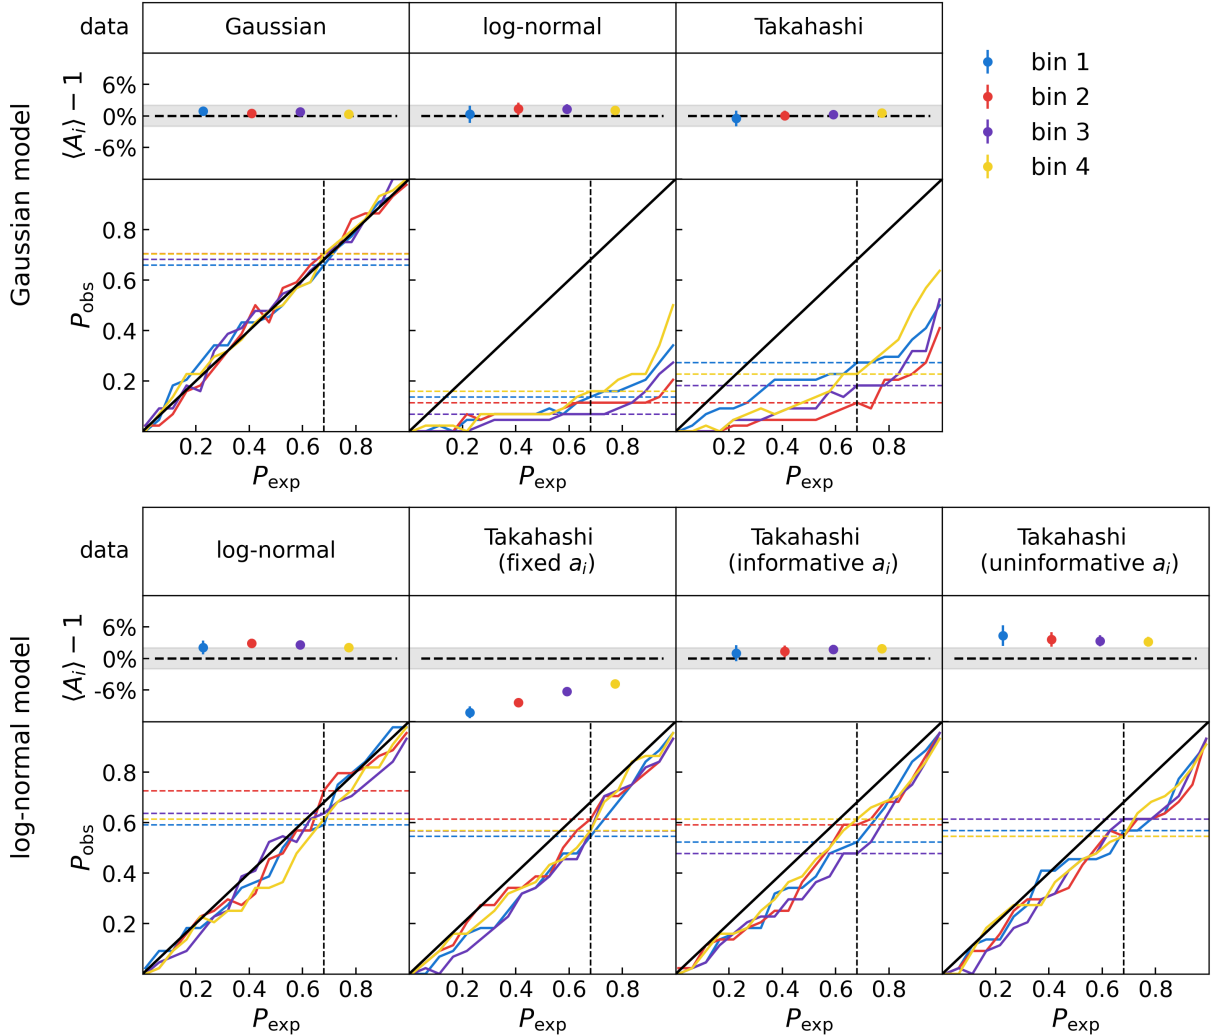 data Gaussian log-normal Takahashi
bin 1
bin 2
bin 3
bin 4
Gaussian model
⟨A_i⟩ − 1
6%
0%
-6%
P_obs
0.8
0.6
0.4
0.2
0.2 0.4 0.6 0.8 0.2 0.4 0.6 0.8 0.2 0.4 0.6 0.8
P_exp P_exp P_exp
data log-normal Takahashi (fixed a_i) Takahashi (informative a_i) Takahashi (uninformative a_i)
log-normal model
⟨A_i⟩ − 1
6%
0%
-6%
P_obs
0.8
0.6
0.4
0.2
0.2 0.4 0.6 0.8 0.2 0.4 0.6 0.8 0.2 0.4 0.6 0.8 0.2 0.4 0.6 0.8
P_exp P_exp P_exp P_exp